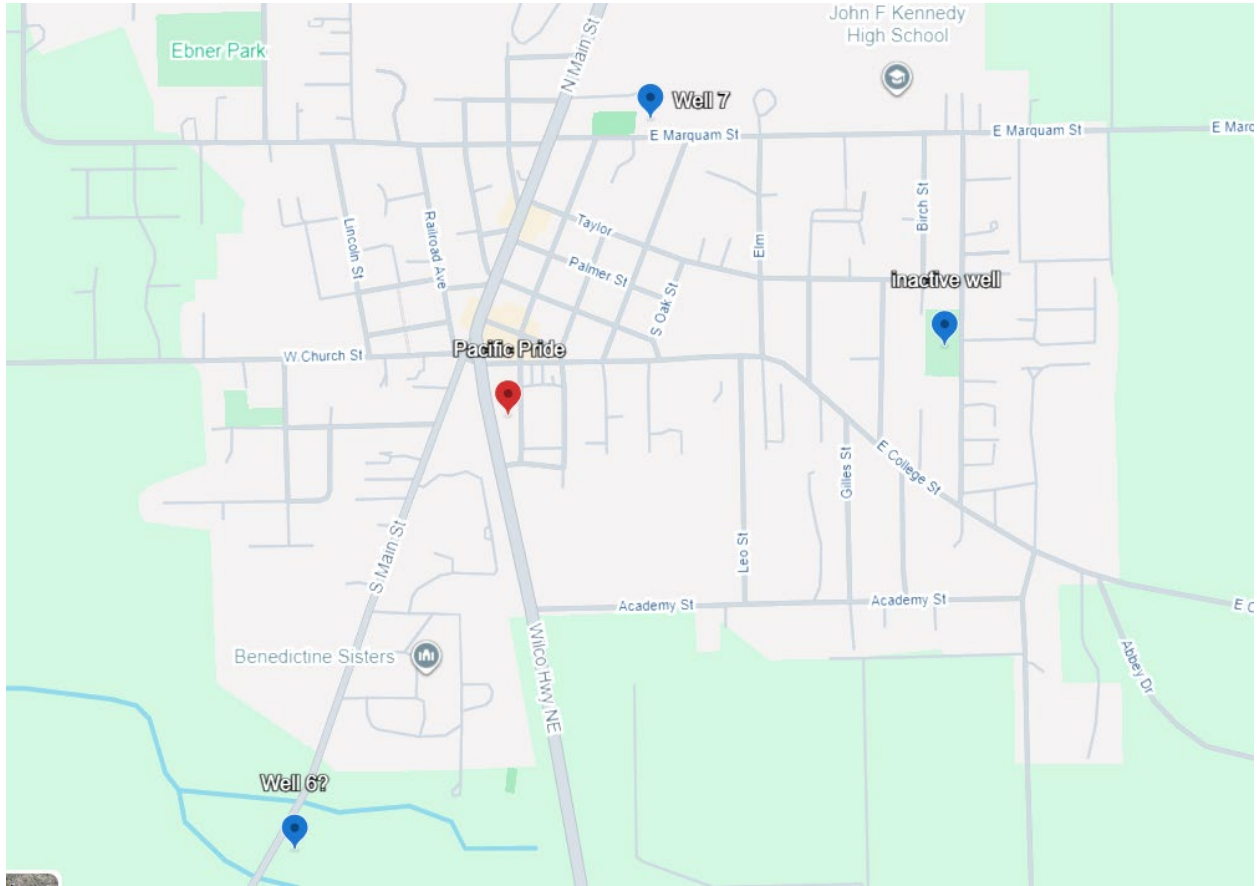 John F Kennedy
High School
Ebner Park
N Main St
Well 7
E Marquam St
E Marquam St
E Marq
Lincoln St
Railroad Ave
Taylor
Palmer St
S Oak St
Elm
Birch St
inactive well
W Church St
Pacific Pride
E College St
Gilles St
Leo St
S Main St
Academy St
Academy St
E C
Abbey Dr
Wilco Hwy NE
Benedictine Sisters
Well 6?